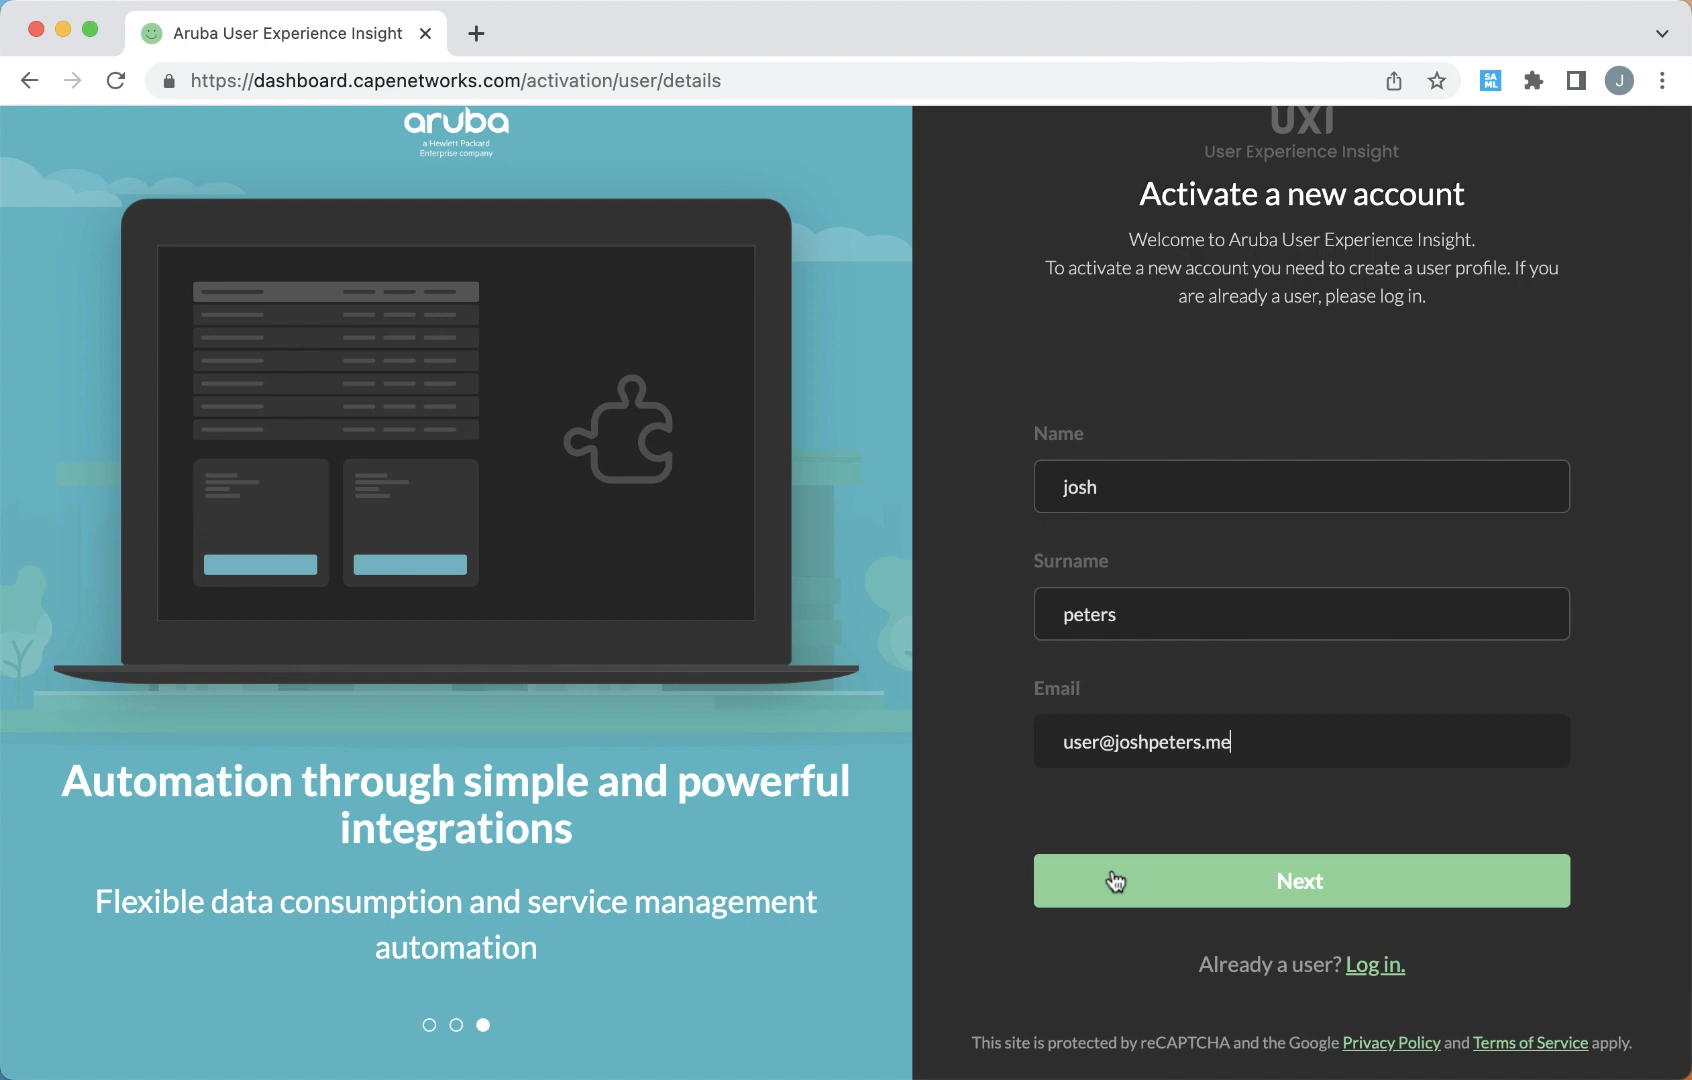 Aruba User Experience Insight
https://dashboard.capenetworks.com/activation/user/details
SA
ML
J
aruba
a Hewlett Packard
Enterprise company
Automation through simple and powerful
integrations
Flexible data consumption and service management
automation
UXI
User Experience Insight
Activate a new account
Welcome to Aruba User Experience Insight.
To activate a new account you need to create a user profile. If you
are already a user, please log in.
Name
josh
Surname
peters
Email
user@joshpeters.me
Next
Already a user? Log in.
This site is protected by reCAPTCHA and the Google Privacy Policy and Terms of Service apply.